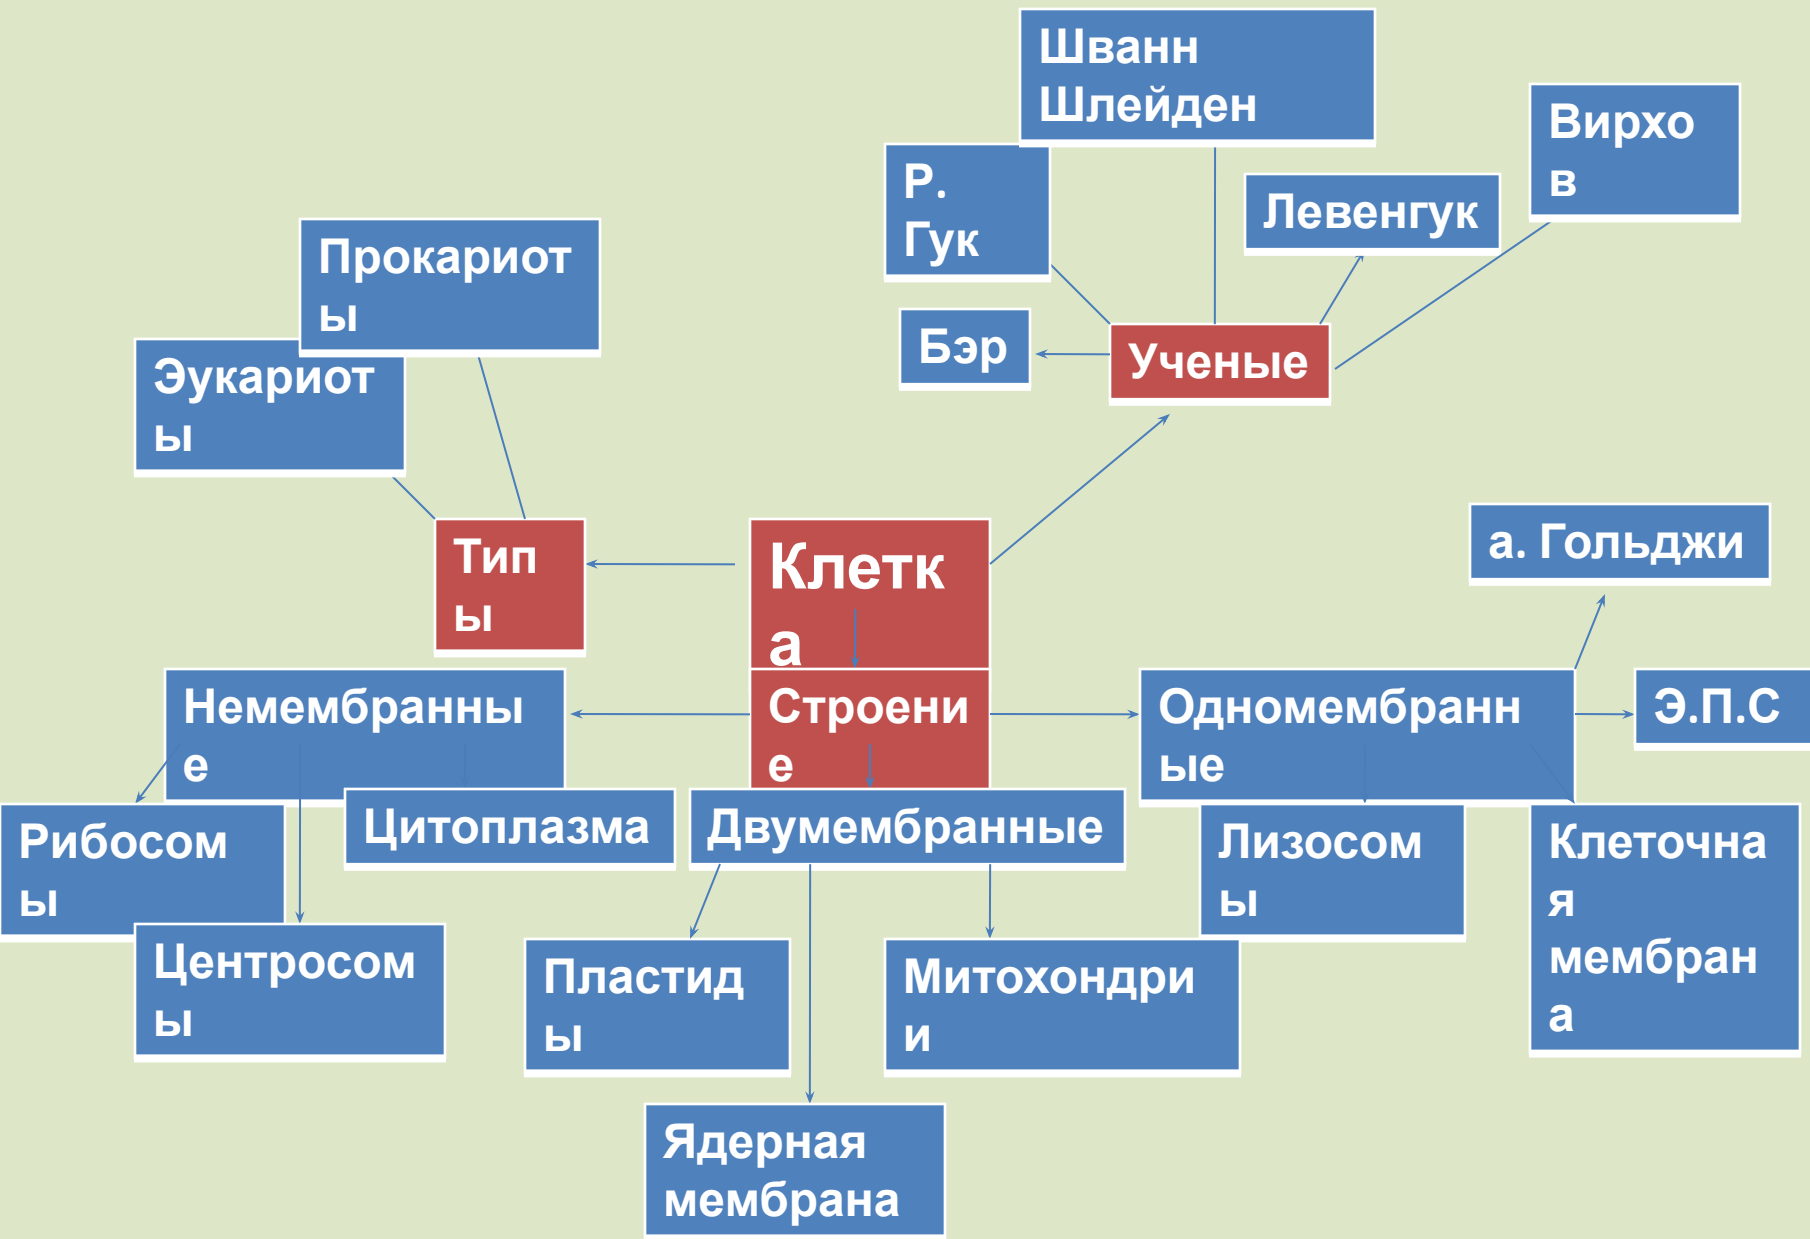 Шванн
Шлейден
Вирхо
в
Р.
Гук
Левенгук
Прокариот
ы
Бэр
Ученые
Эукариот
ы
Тип
ы
Клетк
а
а. Гольджи
Немембранны
е
Строени
е
Одномембранн
ые
Э.П.С
Рибосом
ы
Цитоплазма
Двумембранные
Лизосом
ы
Клеточна
я
мембран
а
Центросом
ы
Пластид
ы
Митохондри
и
Ядерная
мембрана